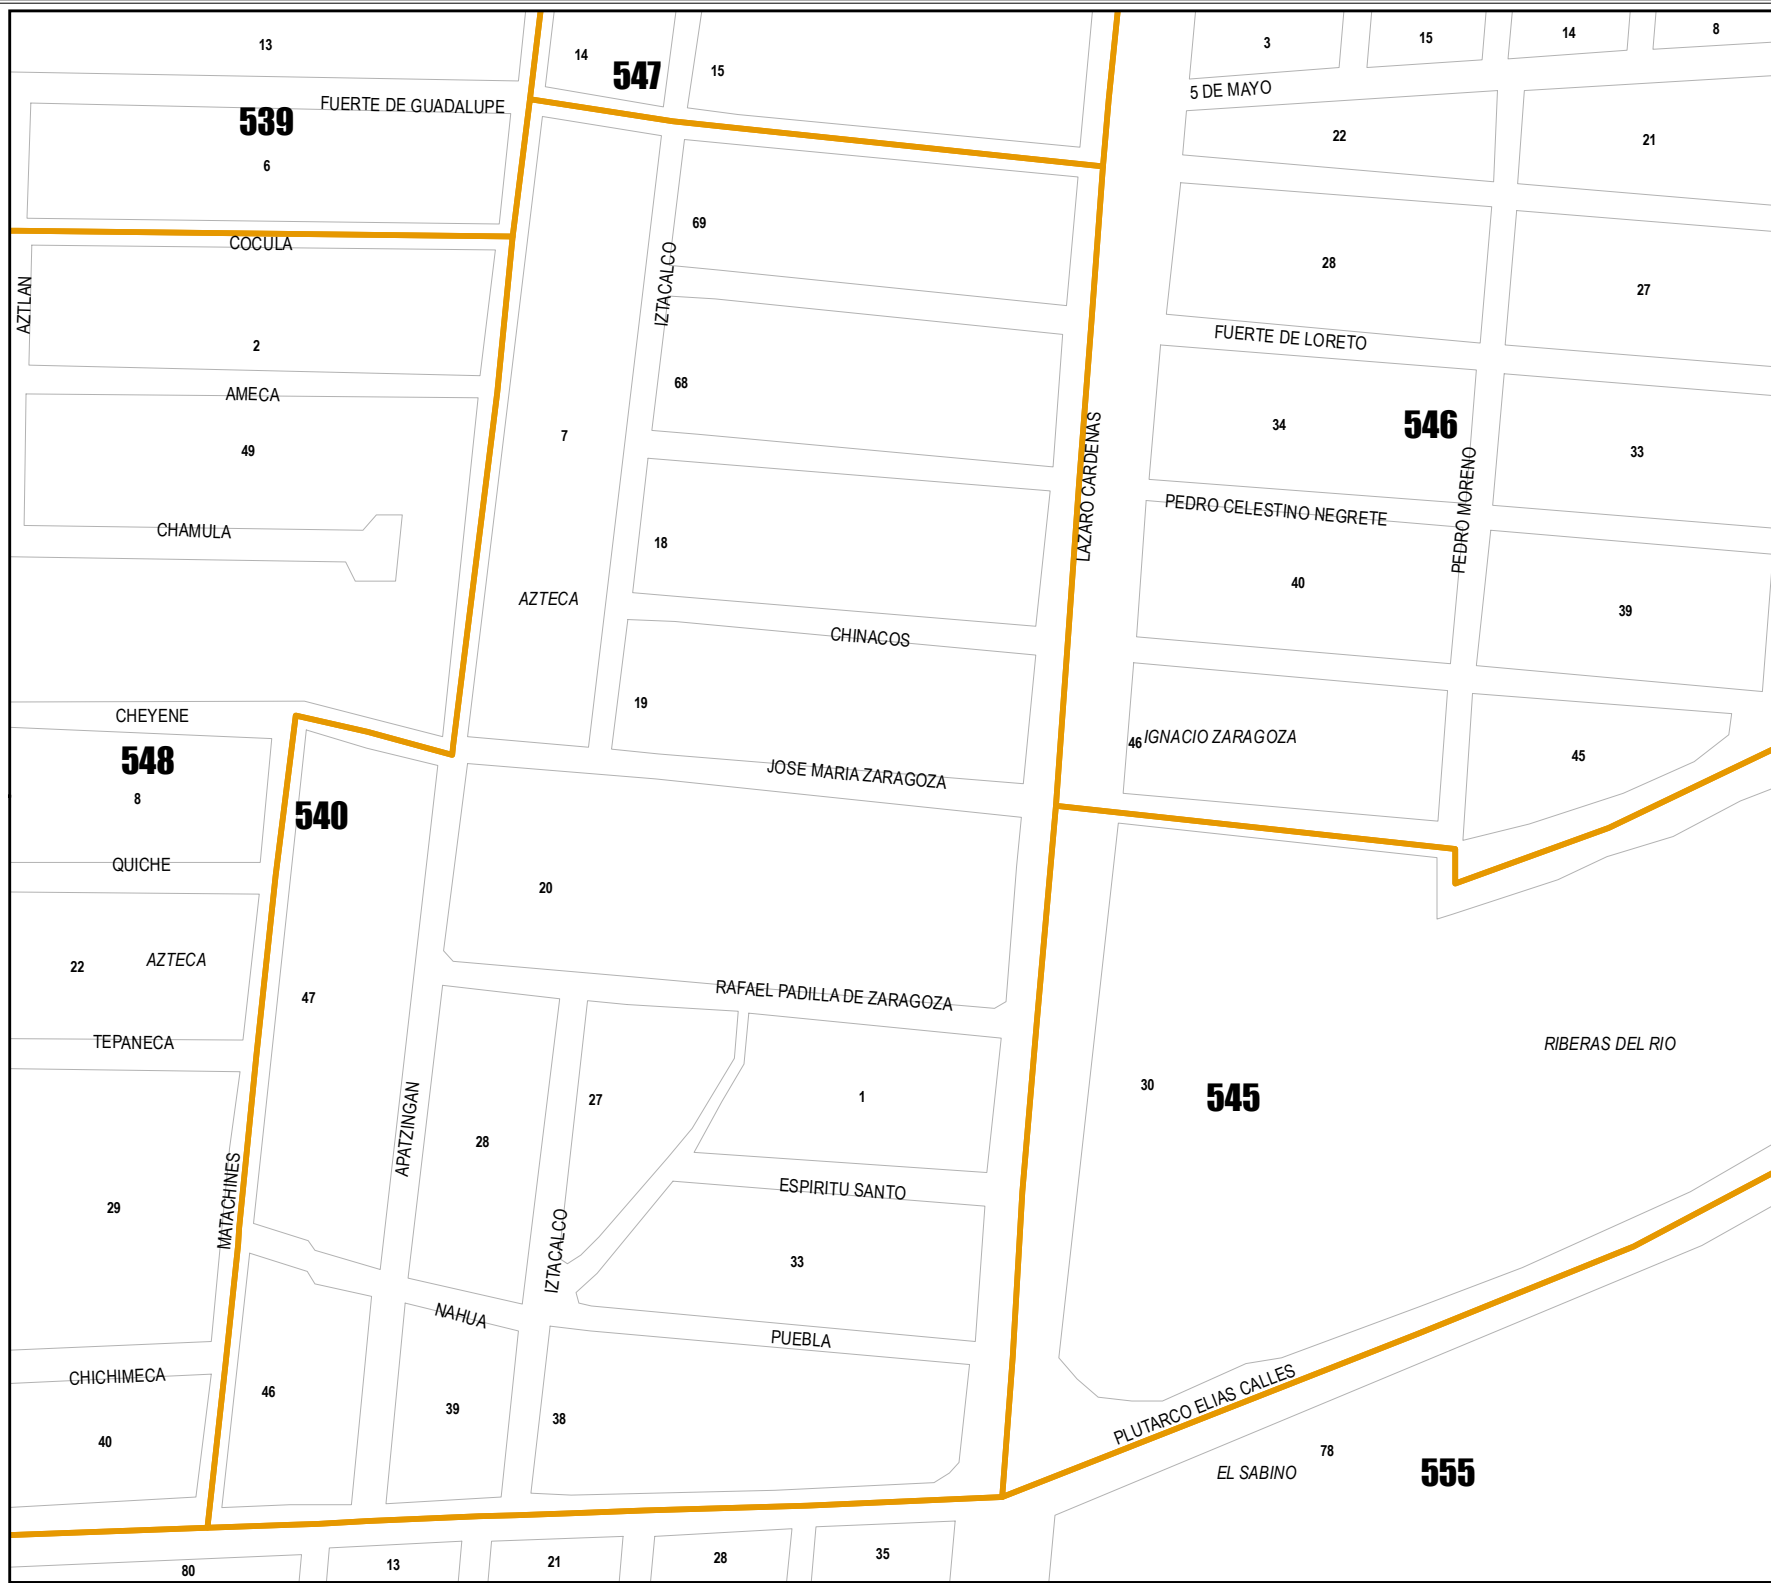 13
14
547
15
3
15
14
8
FUERTE DE GUADALUPE
5 DE MAYO
539
6
22
21
COCULA
69
IZTACALCO
28
27
AZTLAN
2
FUERTE DE LORETO
AMECA
68
49
7
34
546
33
LAZARO CARDENAS
PEDRO MORENO
PEDRO CELESTINO NEGRETE
CHAMULA
18
40
39
AZTECA
CHINACOS
19
CHEYENE
46
IGNACIO ZARAGOZA
45
548
JOSE MARIA ZARAGOZA
8
540
QUICHE
20
22
AZTECA
47
RAFAEL PADILLA DE ZARAGOZA
TEPANECA
RIBERAS DEL RIO
30
545
27
1
APATZINGAN
28
MATACHINES
29
ESPIRITU SANTO
IZTACALCO
33
NAHUA
PUEBLA
CHICHIMECA
46
39
38
PLUTARCO ELIAS CALLES
40
78
EL SABINO
555
80
13
21
28
35